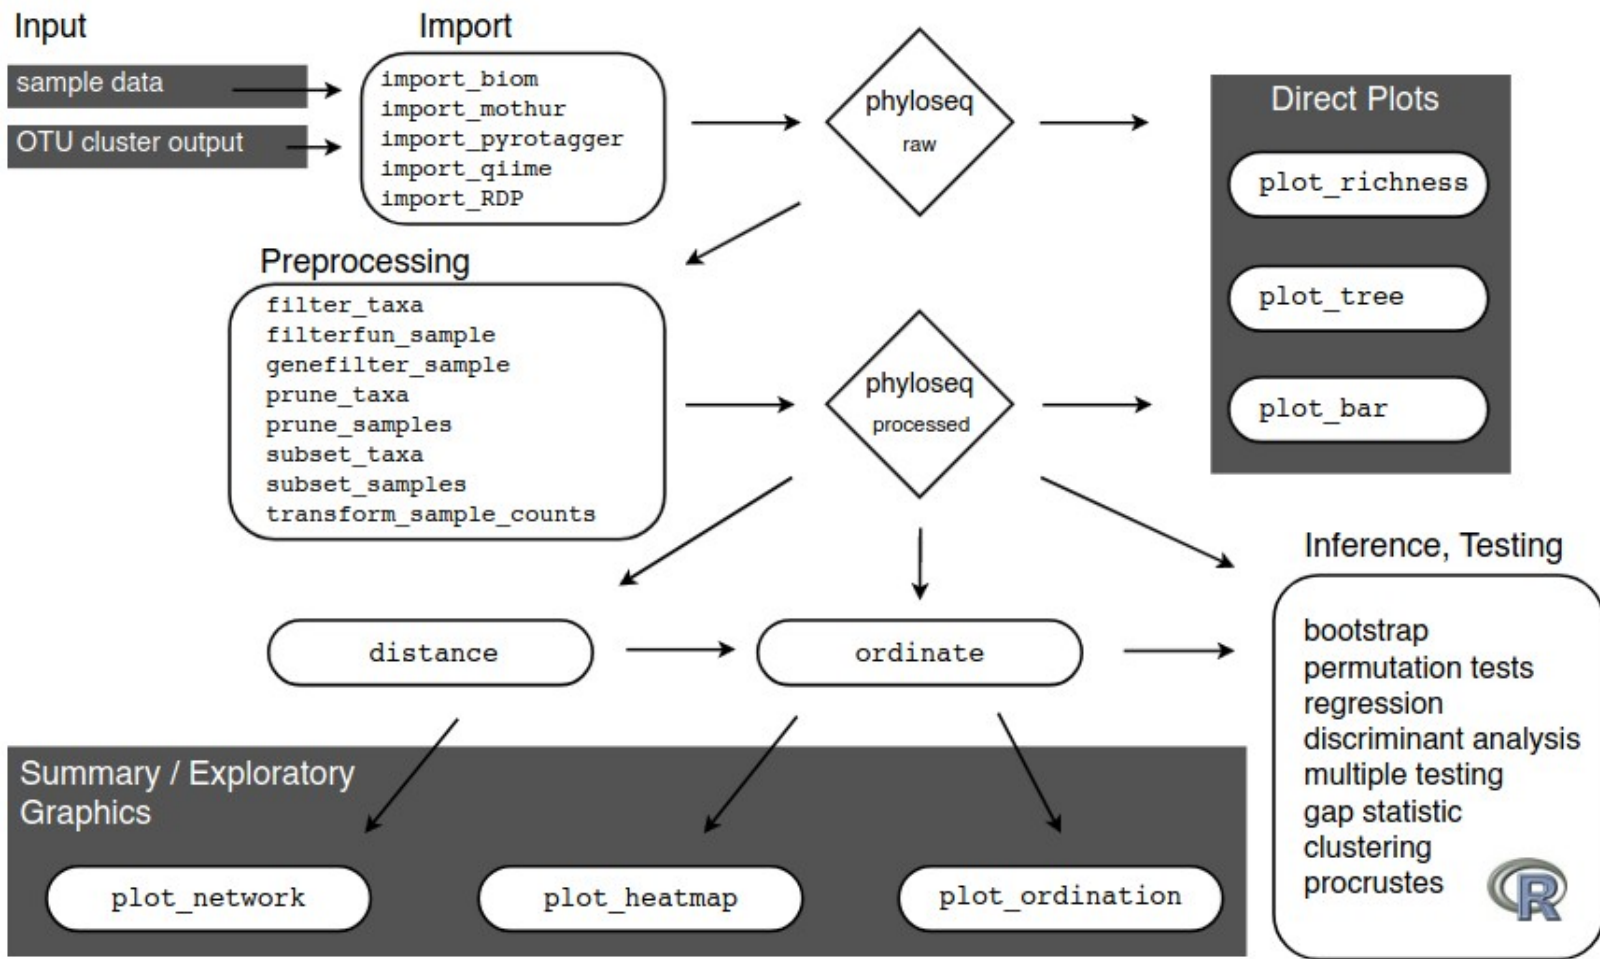 Input
sample data
OTU cluster output
Import
import_biom
import_mothur
import_pyrotagger
import_qiime
import_RDP
phyloseq
raw
Direct Plots
plot_richness
plot_tree
plot_bar
Preprocessing
filter_taxa
filterfun_sample
genefilter_sample
prune_taxa
prune_samples
subset_taxa
subset_samples
transform_sample_counts
phyloseq
processed
distance
ordinate
Inference, Testing
bootstrap
permutation tests
regression
discriminant analysis
multiple testing
gap statistic
clustering
procrustes
R
Summary / Exploratory
Graphics
plot_network
plot_heatmap
plot_ordination